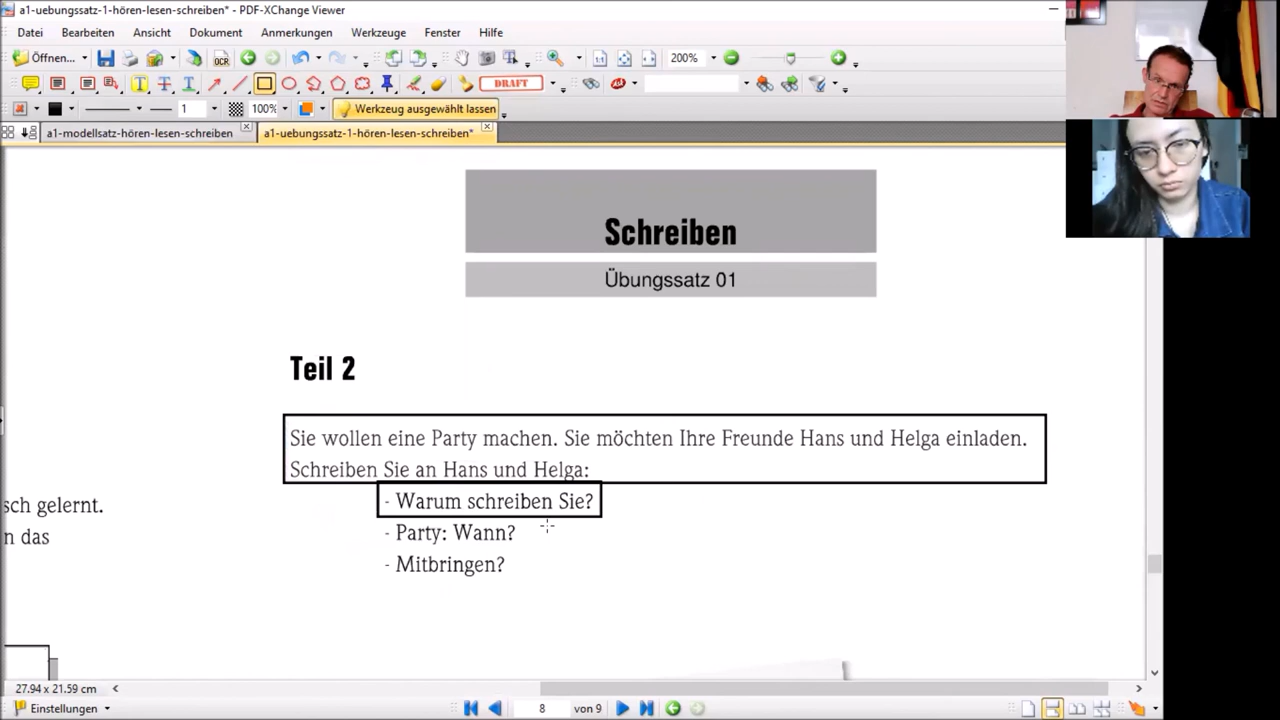 a1-uebungssatz-1-hören-lesen-schreiben* - PDF-XChange Viewer
Datei Bearbeiten Ansicht Dokument Anmerkungen Werkzeuge Fenster Hilfe
Öffnen... OCR 200%
DRAFT
1 100% Werkzeug ausgewählt lassen
a1-modellsatz-hören-lesen-schreiben a1-uebungssatz-1-hören-lesen-schreiben*
Schreiben
Übungssatz 01
Teil 2
Sie wollen eine Party machen. Sie möchten Ihre Freunde Hans und Helga einladen.
Schreiben Sie an Hans und Helga:
- Warum schreiben Sie?
- Party: Wann?
- Mitbringen?
sch gelernt.
n das
27.94 x 21.59 cm
Einstellungen 8 von 9